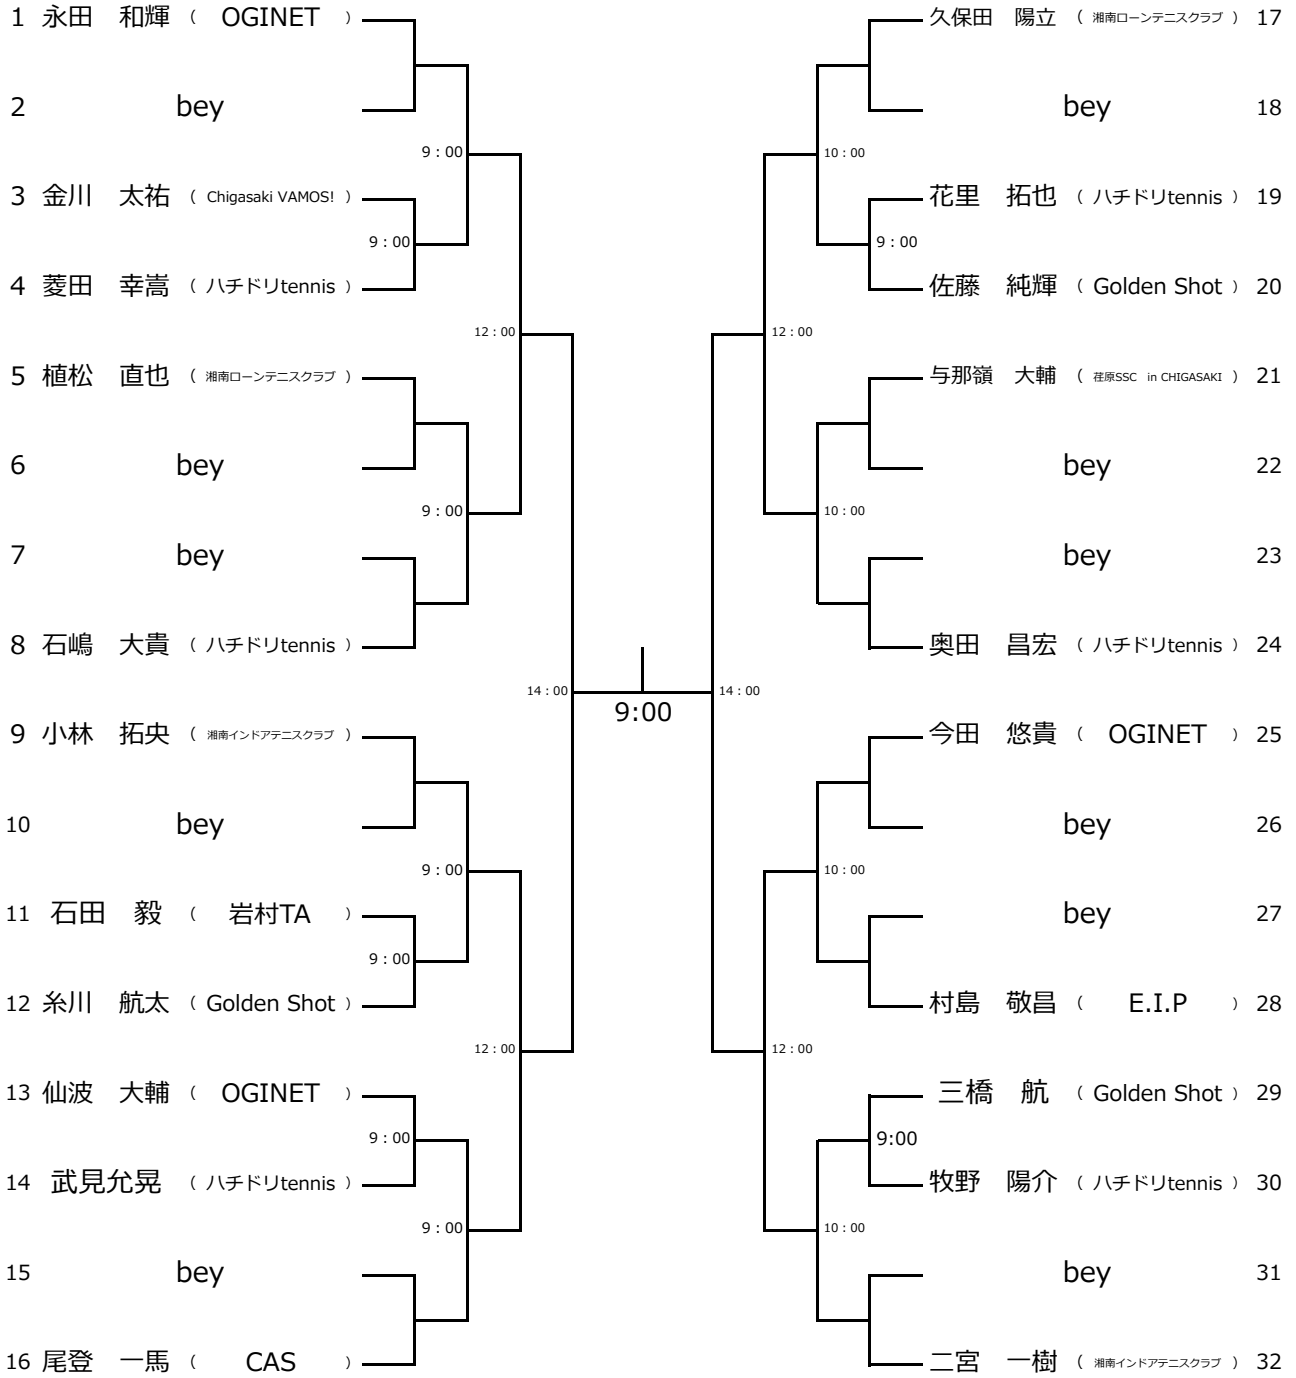 1 永田　和輝 （ OGINET ）
2 bey
9：00
3 金川　太祐 （ Chigasaki VAMOS! ）
9：00
4 菱田　幸嵩 （ ハチドリtennis ）
12：00
5 植松　直也 （ 湘南ローンテニスクラブ ）
6 bey
9：00
7 bey
8 石嶋　大貴 （ ハチドリtennis ）
14：00
9 小林　拓央 （ 湘南インドアテニスクラブ ）
10 bey
9：00
11 石田　毅 （ 岩村TA ）
9：00
12 糸川　航太 （ Golden Shot ）
12：00
13 仙波　大輔 （ OGINET ）
9：00
14 武見允晃 （ ハチドリtennis ）
9：00
15 bey
16 尾登　一馬 （ CAS ）
9:00
久保田　陽立 （ 湘南ローンテニスクラブ ） 17
bey 18
10：00
花里　拓也 （ ハチドリtennis ） 19
9：00
佐藤　純輝 （ Golden Shot ） 20
12：00
与那嶺　大輔 （ 荏原SSC　in CHIGASAKI ） 21
bey 22
10：00
bey 23
奥田　昌宏 （ ハチドリtennis ） 24
14：00
今田　悠貴 （ OGINET ） 25
bey 26
10：00
bey 27
村島　敬昌 （ E.I.P ） 28
12：00
三橋　航 （ Golden Shot ） 29
9:00
牧野　陽介 （ ハチドリtennis ） 30
10：00
bey 31
二宮　一樹 （ 湘南インドアテニスクラブ ） 32